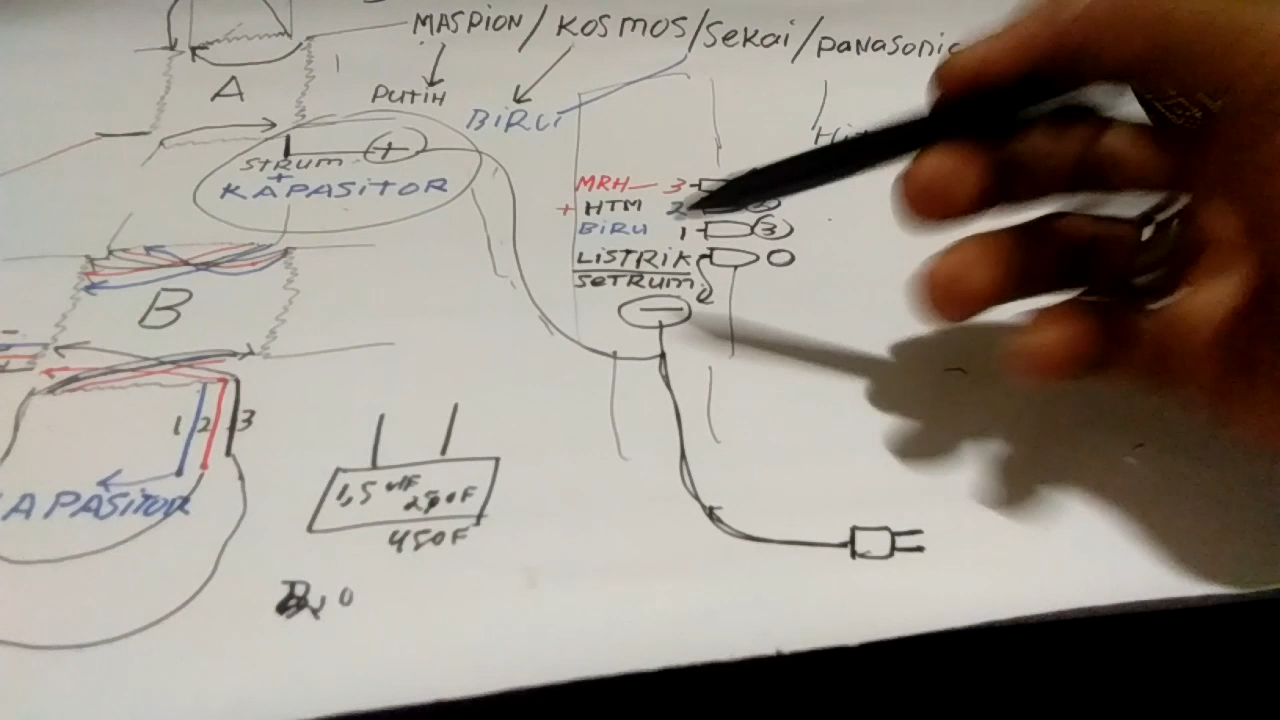 MASPION / KOSMOS / Sekai / PANASONIC
PUTIH
BIRU
A
+
STRUM
+
KAPASITOR
MRH 3
+ HTM 2
BIRU 1 3
LISTRIK 0
SETRUM
—
B
1 2 3
KAPASITOR
1,5
450F